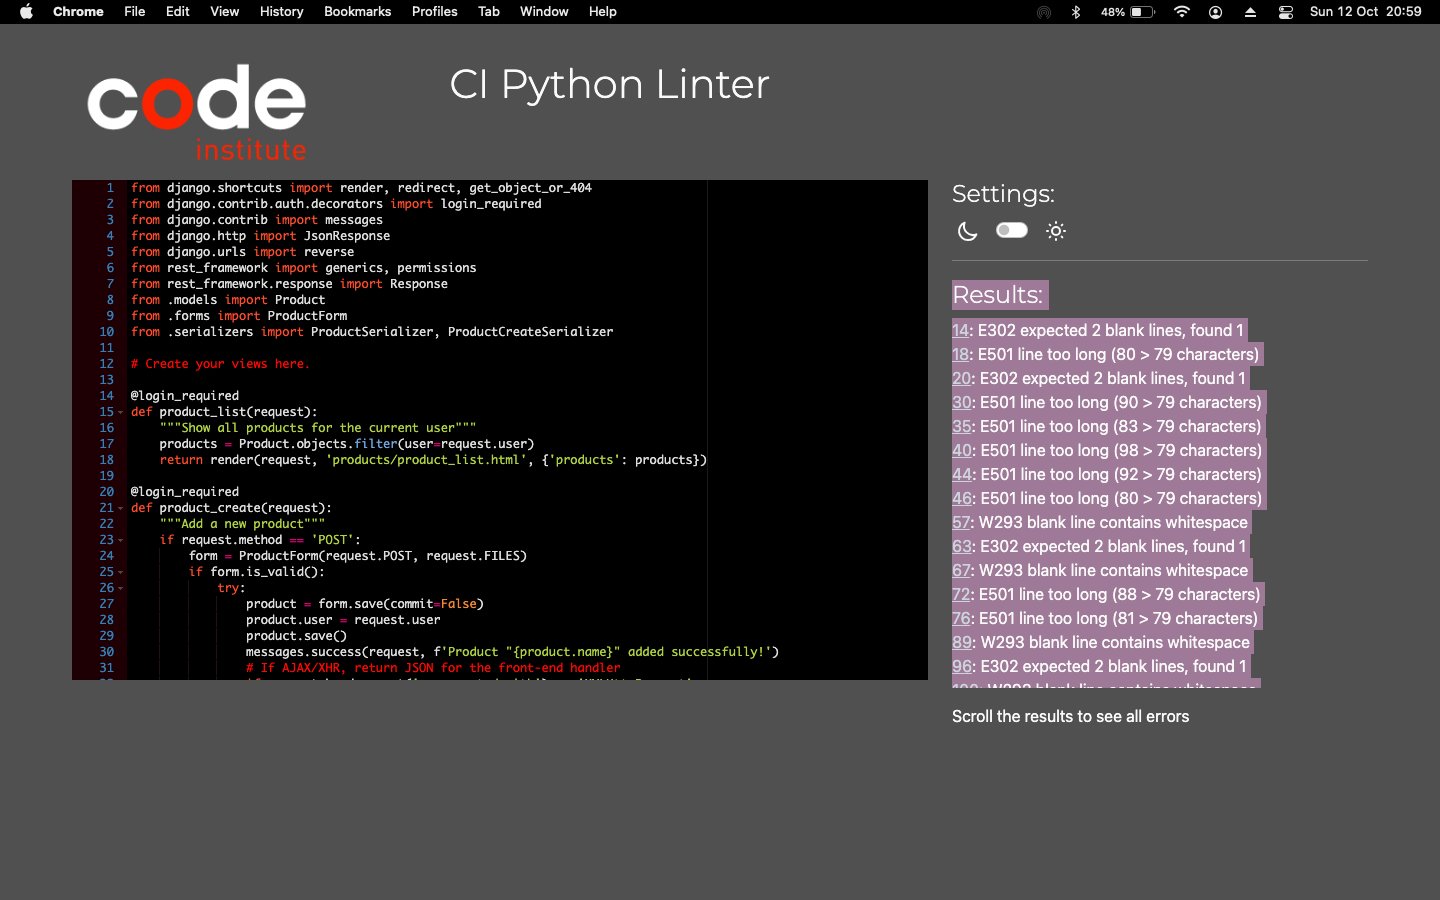 Chrome File Edit View History Bookmarks Profiles Tab Window Help 48% Sun 12 Oct 20:59
code
institute
CI Python Linter
1 from django.shortcuts import render, redirect, get_object_or_404
2 from django.contrib.auth.decorators import login_required
3 from django.contrib import messages
4 from django.http import JsonResponse
5 from django.urls import reverse
6 from rest_framework import generics, permissions
7 from rest_framework.response import Response
8 from .models import Product
9 from .forms import ProductForm
10 from .serializers import ProductSerializer, ProductCreateSerializer
11
12 # Create your views here.
13
14 @login_required
15 def product_list(request):
16     """Show all products for the current user"""
17     products = Product.objects.filter(user=request.user)
18     return render(request, 'products/product_list.html', {'products': products})
19
20 @login_required
21 def product_create(request):
22     """Add a new product"""
23     if request.method == 'POST':
24         form = ProductForm(request.POST, request.FILES)
25         if form.is_valid():
26             try:
27                 product = form.save(commit=False)
28                 product.user = request.user
29                 product.save()
30                 messages.success(request, f'Product "{product.name}" added successfully!')
31                 # If AJAX/XHR, return JSON for the front-end handler
Settings:
Results:
14: E302 expected 2 blank lines, found 1
18: E501 line too long (80 > 79 characters)
20: E302 expected 2 blank lines, found 1
30: E501 line too long (90 > 79 characters)
35: E501 line too long (83 > 79 characters)
40: E501 line too long (98 > 79 characters)
44: E501 line too long (92 > 79 characters)
46: E501 line too long (80 > 79 characters)
57: W293 blank line contains whitespace
63: E302 expected 2 blank lines, found 1
67: W293 blank line contains whitespace
72: E501 line too long (88 > 79 characters)
76: E501 line too long (81 > 79 characters)
89: W293 blank line contains whitespace
96: E302 expected 2 blank lines, found 1
Scroll the results to see all errors